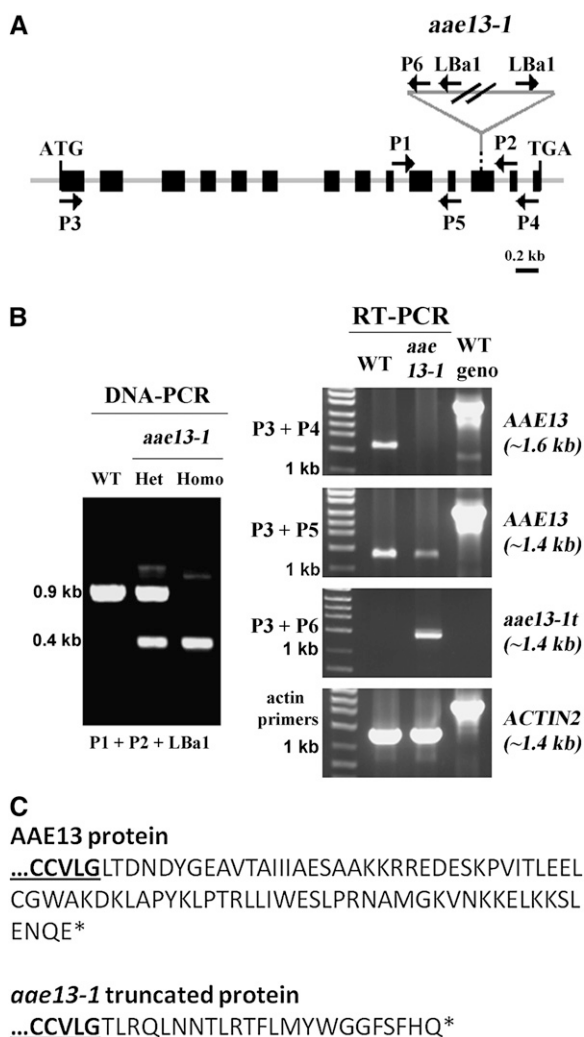 A
aae13-1
P6 LBa1 LBa1
ATG P1 P2 TGA
P3 P5 P4
0.2 kb
B
DNA-PCR
aae13-1
WT Het Homo
0.9 kb
0.4 kb
P1 + P2 + LBa1
RT-PCR
WT aae 13-1 WT geno
P3 + P4
1 kb
AAE13
(~1.6 kb)
P3 + P5
1 kb
AAE13
(~1.4 kb)
P3 + P6
1 kb
aae13-1t
(~1.4 kb)
actin
primers
1 kb
ACTIN2
(~1.4 kb)
C
AAE13 protein
...CCVLGLTDNDYGEAVTAIIIAESAAKKRREDESKPVITLEEL
CGWAKDKLAPYKLPTRLLIWESLPRNAMGKVNKKELKKSL
ENQE*
aae13-1 truncated protein
...CCVLGTLRQLNNTLRTFLMYWGGFSFHQ*